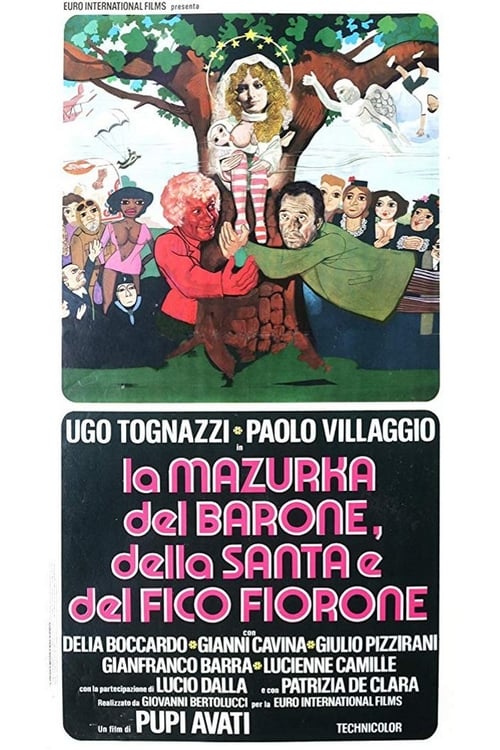 EURO INTERNATIONAL FILMS presenta
UGO TOGNAZZI * PAOLO VILLAGGIO
in
la MAZURKA
del BARONE,
della SANTA e
del FICO FIORONE
con
DELIA BOCCARDO * GIANNI CAVINA * GIULIO PIZZIRANI
GIANFRANCO BARRA * LUCIENNE CAMILLE
con la partecipazione di LUCIO DALLA e con PATRIZIA DE CLARA
Realizzato da GIOVANNI BERTOLUCCI per la EURO INTERNATIONAL FILMS
Un film di PUPI AVATI TECHNICOLOR